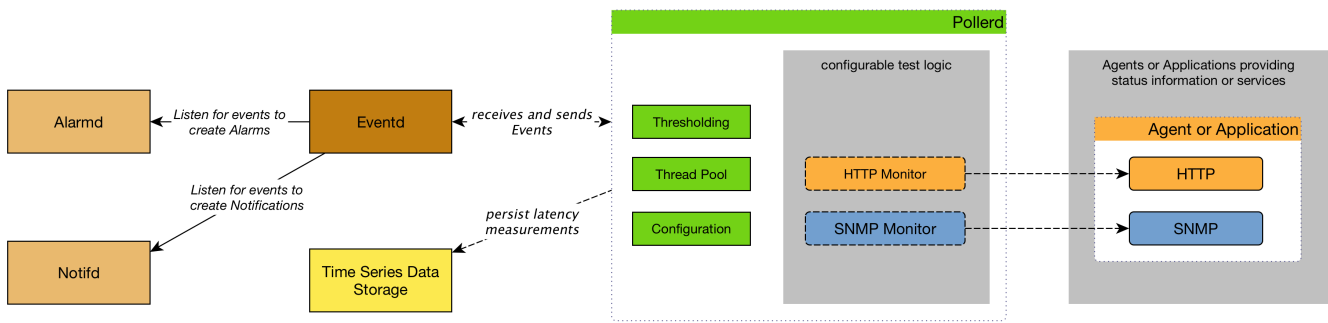 Pollerd
configurable test logic
Agents or Applications providing
status information or services
Alarmd
Listen for events to
create Alarms
Eventd
receives and sends
Events
Thresholding
Agent or Application
Thread Pool
HTTP Monitor
HTTP
Listen for events to
create Notifications
persist latency
measurements
Configuration
SNMP Monitor
SNMP
Notifd
Time Series Data
Storage